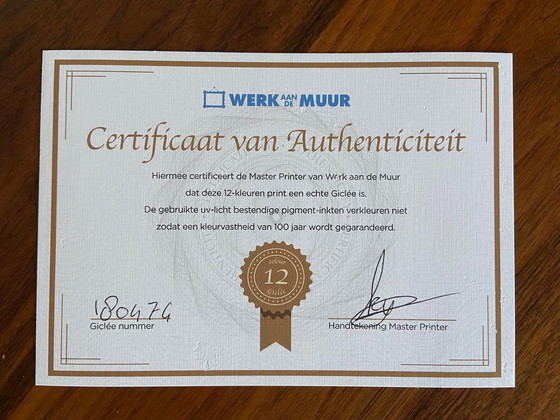 WERK AAN DE MUUR
Certificaat van Authenticiteit
Hiermee certificeert de Master Printer van Werk aan de Muur
dat deze 12-kleuren print een echte Giclée is.
De gebruikte uv-licht bestendige pigment-inkten verkleuren niet
zodat een kleurvastheid van 100 jaar wordt gegarandeerd.
colour
12
Giclée
180474
Giclée nummer
Handtekening Master Printer